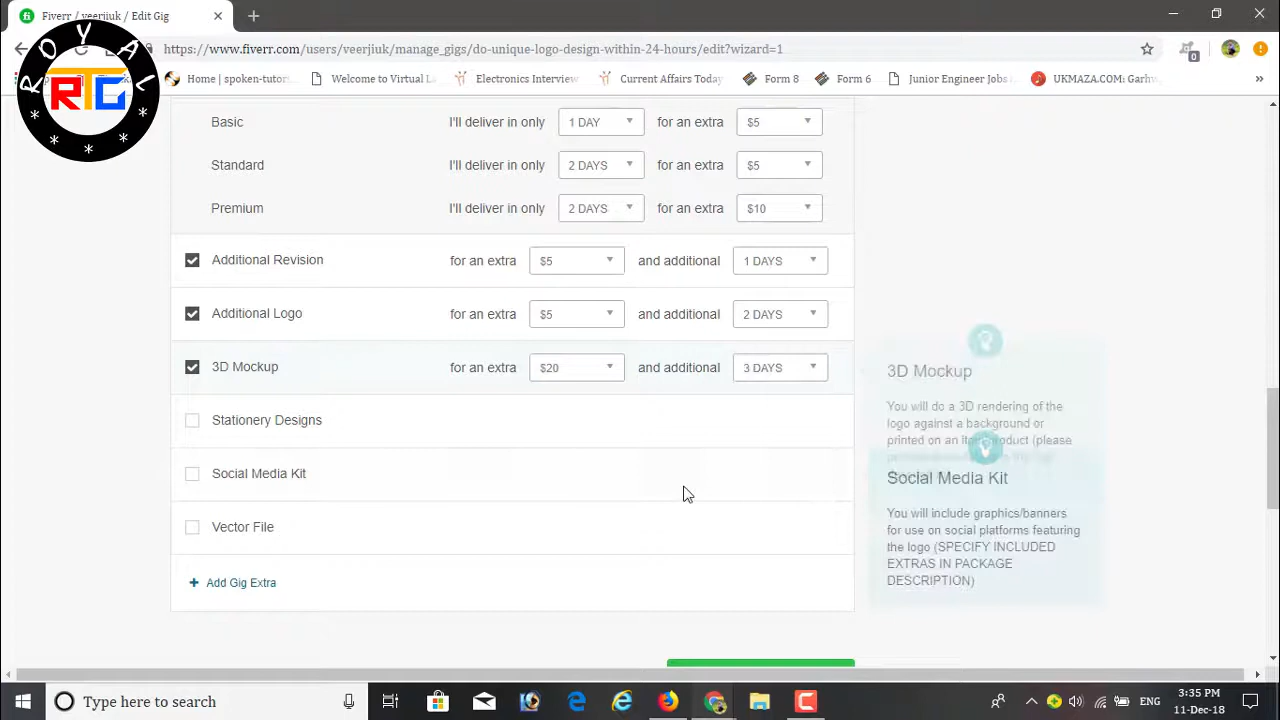 Fiverr / veerjiuk / Edit Gig
https://www.fiverr.com/users/veerjiuk/manage_gigs/do-unique-logo-design-within-24-hours/edit?wizard=1
0
Home | spoken-tutor
Welcome to Virtual La
Electronics Interview
Current Affairs Today
Form 8
Form 6
Junior Engineer Jobs
UKMAZA.COM: Garhw
»
ROYAL
RTG
Basic I'll deliver in only 1 DAY for an extra $5
Standard I'll deliver in only 2 DAYS for an extra $5
Premium I'll deliver in only 2 DAYS for an extra $10
Additional Revision for an extra $5 and additional 1 DAYS
Additional Logo for an extra $5 and additional 2 DAYS
3D Mockup for an extra $20 and additional 3 DAYS
Stationery Designs
Social Media Kit
Vector File
+ Add Gig Extra
3D Mockup
You will do a 3D rendering of the
logo against a background or
printed on an item/product (please
Social Media Kit
You will include graphics/banners
for use on social platforms featuring
the logo (SPECIFY INCLUDED
EXTRAS IN PACKAGE
DESCRIPTION)
Type here to search
ENG
3:35 PM
11-Dec-18